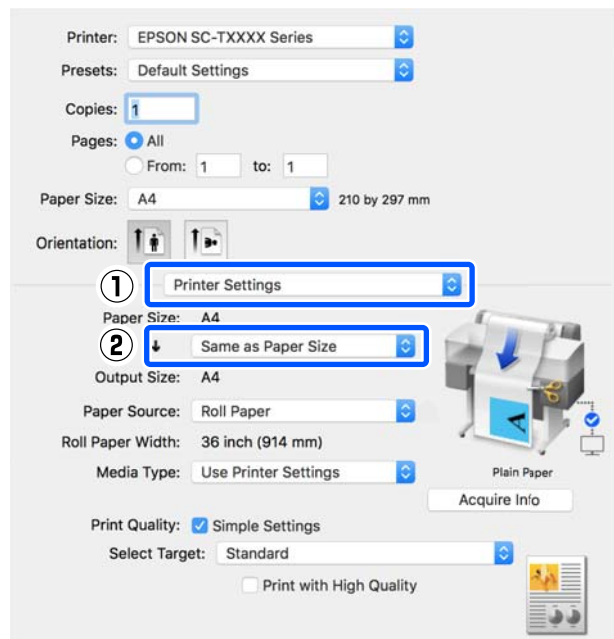 Printer: EPSON SC-TXXXX Series
Presets: Default Settings
Copies: 1
Pages: All
From: 1 to: 1
Paper Size: A4 210 by 297 mm
Orientation:
① Printer Settings
Paper Size: A4
② Same as Paper Size
Output Size: A4
Paper Source: Roll Paper
Roll Paper Width: 36 inch (914 mm)
Media Type: Use Printer Settings
Plain Paper
Acquire Info
Print Quality: Simple Settings
Select Target: Standard
Print with High Quality